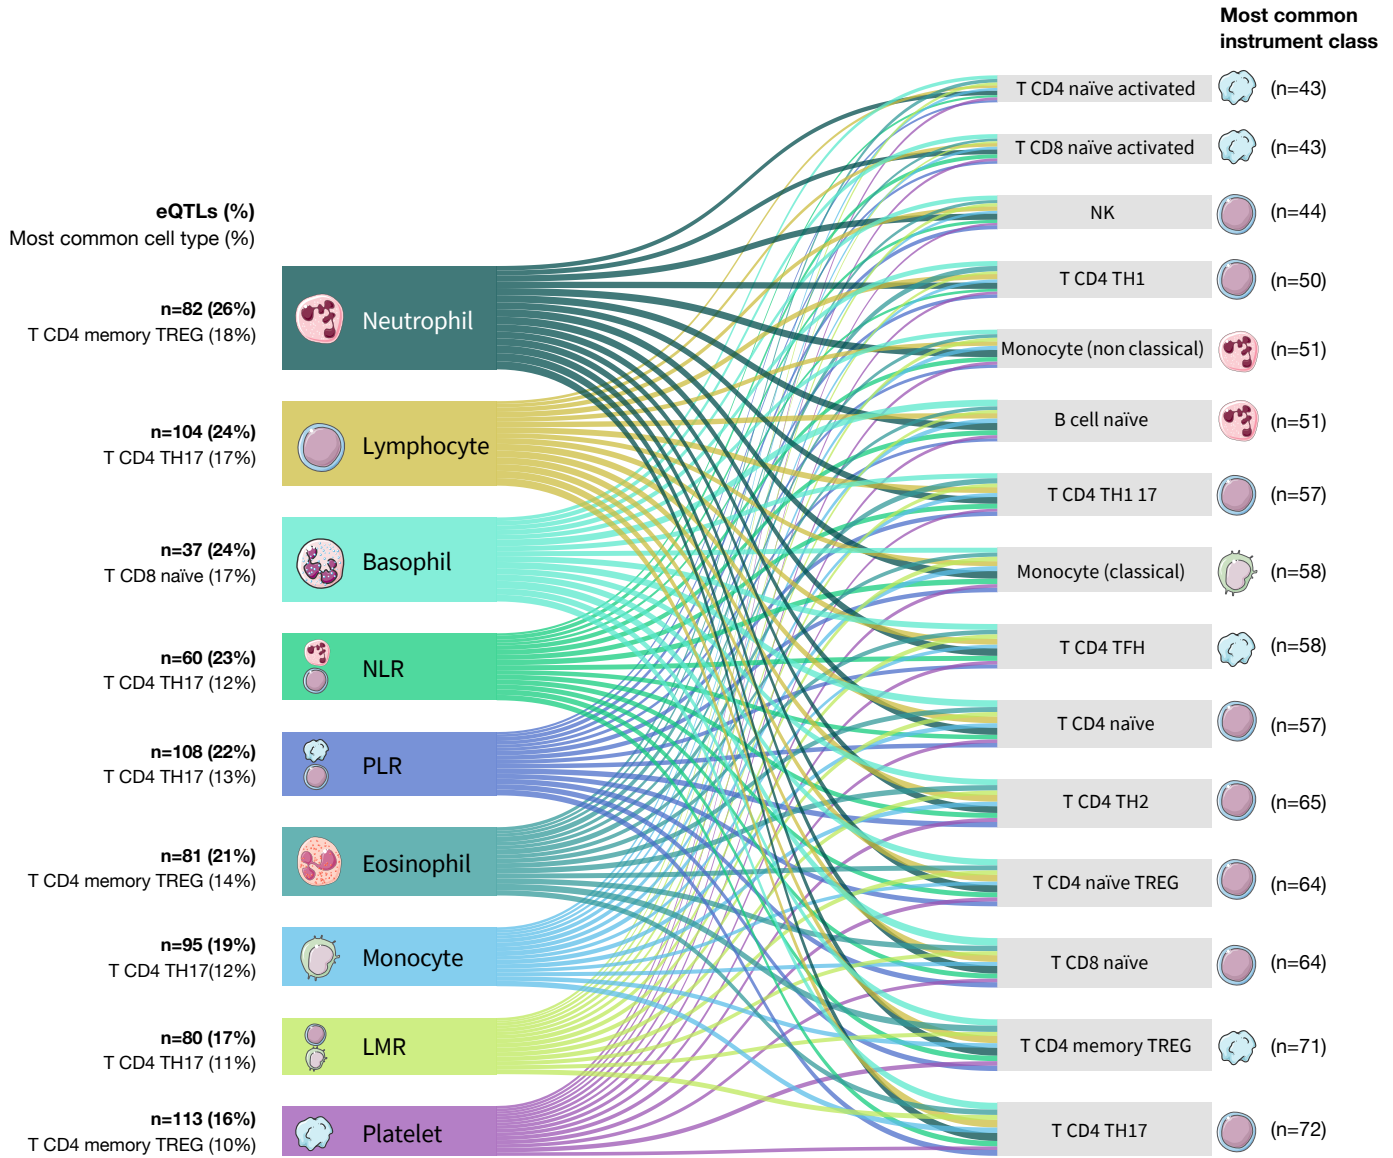 Most common
instrument class
eQTLs (%)
Most common cell type (%)
n=82 (26%)
T CD4 memory TREG (18%)
Neutrophil
n=104 (24%)
T CD4 TH17 (17%)
Lymphocyte
n=37 (24%)
T CD8 naïve (17%)
Basophil
n=60 (23%)
T CD4 TH17 (12%)
NLR
n=108 (22%)
T CD4 TH17 (13%)
PLR
n=81 (21%)
T CD4 memory TREG (14%)
Eosinophil
n=95 (19%)
T CD4 TH17(12%)
Monocyte
n=80 (17%)
T CD4 TH17 (11%)
LMR
n=113 (16%)
T CD4 memory TREG (10%)
Platelet
T CD4 naïve activated (n=43)
T CD8 naïve activated (n=43)
NK (n=44)
T CD4 TH1 (n=50)
Monocyte (non classical) (n=51)
B cell naïve (n=51)
T CD4 TH1 17 (n=57)
Monocyte (classical) (n=58)
T CD4 TFH (n=58)
T CD4 naïve (n=57)
T CD4 TH2 (n=65)
T CD4 naïve TREG (n=64)
T CD8 naïve (n=64)
T CD4 memory TREG (n=71)
T CD4 TH17 (n=72)